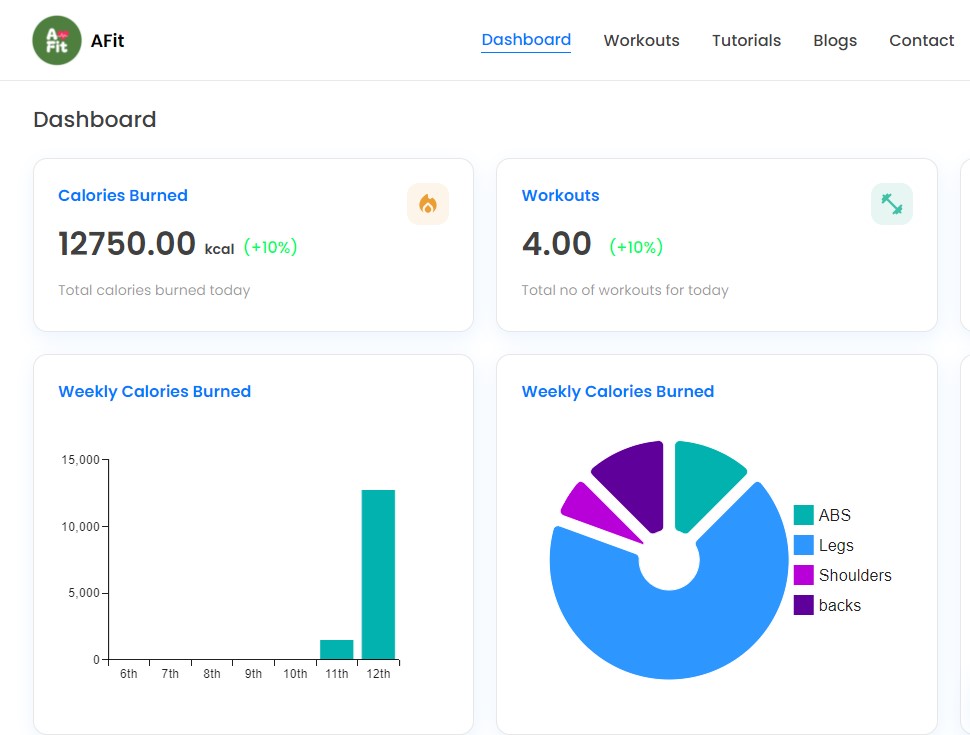 A
Fit
AFit
Dashboard Workouts Tutorials Blogs Contact
Dashboard
Calories Burned
12750.00 kcal (+10%)
Total calories burned today
Workouts
4.00 (+10%)
Total no of workouts for today
Weekly Calories Burned
15,000
10,000
5,000
0
6th 7th 8th 9th 10th 11th 12th
Weekly Calories Burned
ABS
Legs
Shoulders
backs